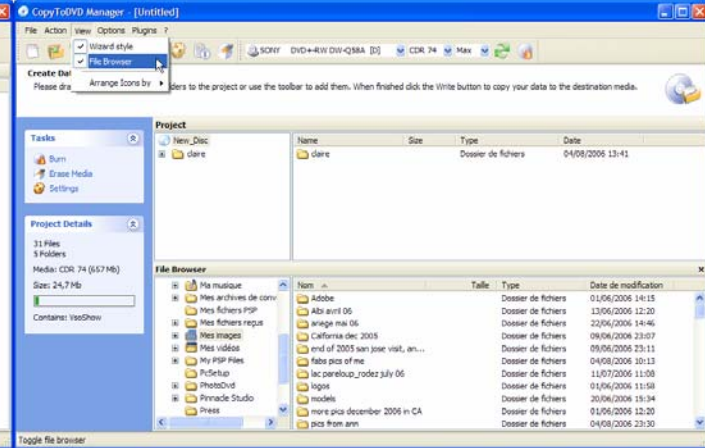 CopyToDVD Manager - [Untitled]
File Action View Options Plugins ?
Wizard style
File Browser
Arrange Icons by
SONY DVD+-RW DW-Q58A [D] CDR 74 Max
Create Dat
Please dra ders to the project or use the toolbar to add them. When finished click the Write button to copy your data to the destination media.
Tasks
Burn
Erase Media
Settings
Project Details
31 Files
5 Folders
Media: CDR 74 (657 Mb)
Size: 24,7 Mb
Contains: VsoShow
Project
New_Disc
claire
Name Size Type Date
claire Dossier de fichiers 04/08/2006 13:41
File Browser
Ma musique
Mes archives de conv
Mes fichiers PSP
Mes fichiers reçus
Mes images
Mes vidéos
My PSP Files
PcSetup
PhotoDvd
Pinnacle Studio
Press
Nom Taille Type Date de modification
Adobe Dossier de fichiers 01/06/2006 14:15
Albi avril 06 Dossier de fichiers 13/06/2006 12:20
ariege mai 06 Dossier de fichiers 22/06/2006 14:46
California dec 2005 Dossier de fichiers 09/06/2006 23:07
end of 2005 san jose visit, an... Dossier de fichiers 09/06/2006 23:11
fabs pics of me Dossier de fichiers 04/08/2006 10:13
lac pareloup_rodez july 06 Dossier de fichiers 11/07/2006 11:08
logos Dossier de fichiers 01/06/2006 11:58
models Dossier de fichiers 20/06/2006 15:34
more pics december 2006 in CA Dossier de fichiers 01/06/2006 12:20
pics from ann Dossier de fichiers 04/08/2006 23:30
Toggle file browser